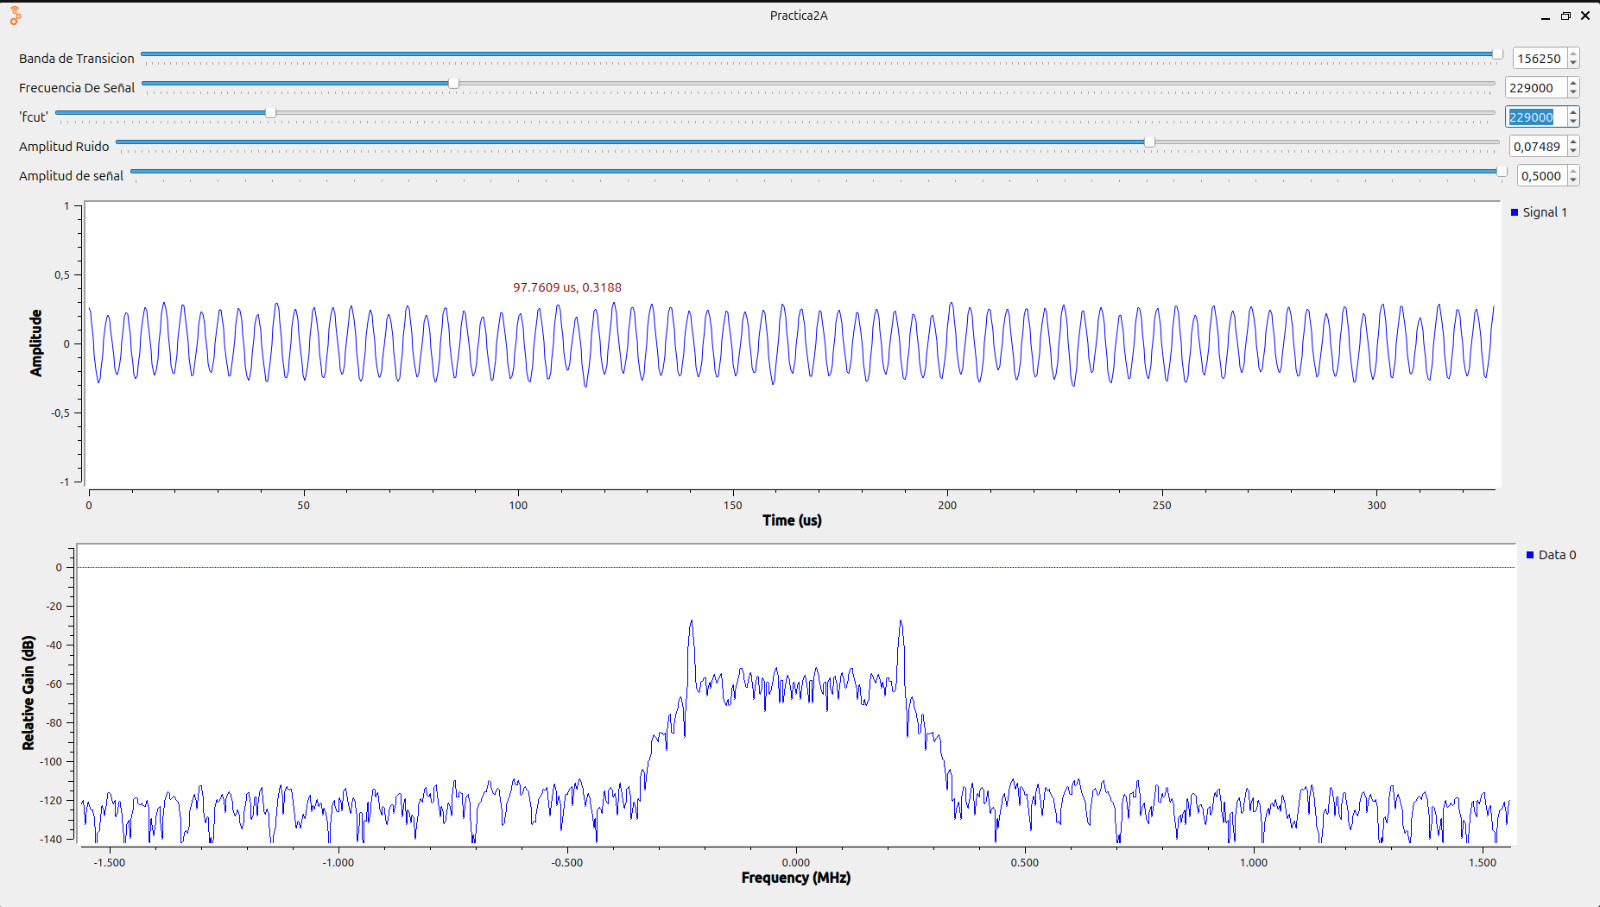 Practica2A
Banda de Transicion 156250
Frecuencia De Señal 229000
'fcut' 229000
Amplitud Ruido 0,07489
Amplitud de señal 0,5000
Signal 1
1
0,5
0
-0,5
-1
Amplitude
97.7609 us, 0.3188
0 50 100 150 200 250 300
Time (us)
Data 0
0
-20
-40
-60
-80
-100
-120
-140
Relative Gain (dB)
-1.500 -1.000 -0.500 0.000 0.500 1.000 1.500
Frequency (MHz)